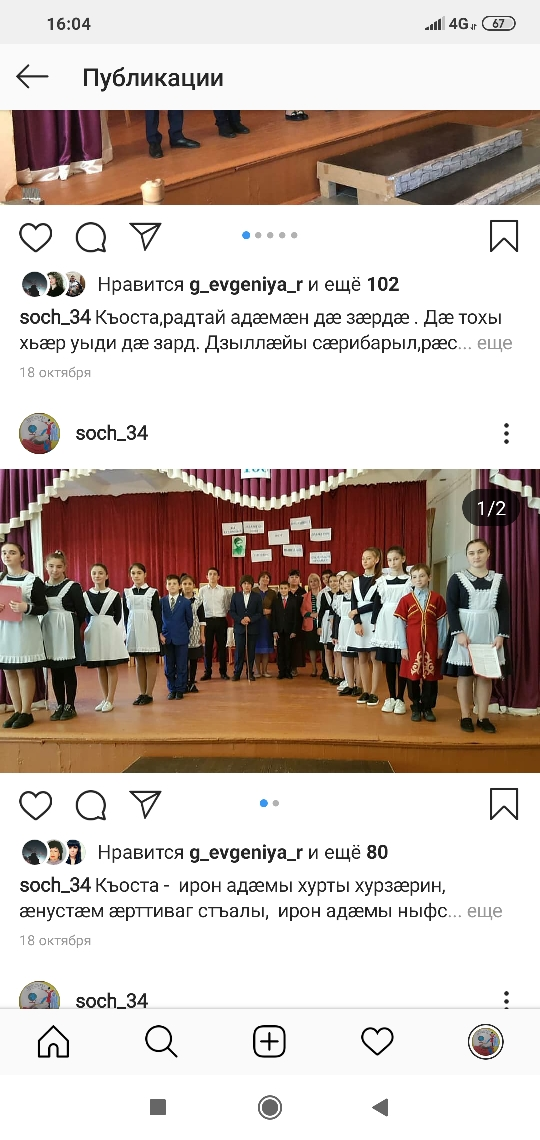 16:04
4G
67
Публикации
Нравится g_evgeniya_r и ещё 102
soch_34 Къоста,радтай адæмæн дæ зæрдæ . Дæ тохы
хьæр уыди дæ зард. Дзыллæйы сæрибарыл,рæс... еще
18 октября
soch_34
1/2
Нравится g_evgeniya_r и ещё 80
soch_34 Къоста - ирон адæмы хурты хурзæрин,
æнустæм æрттиваг стъалы, ирон адæмы ныфс... еще
18 октября
soch_34